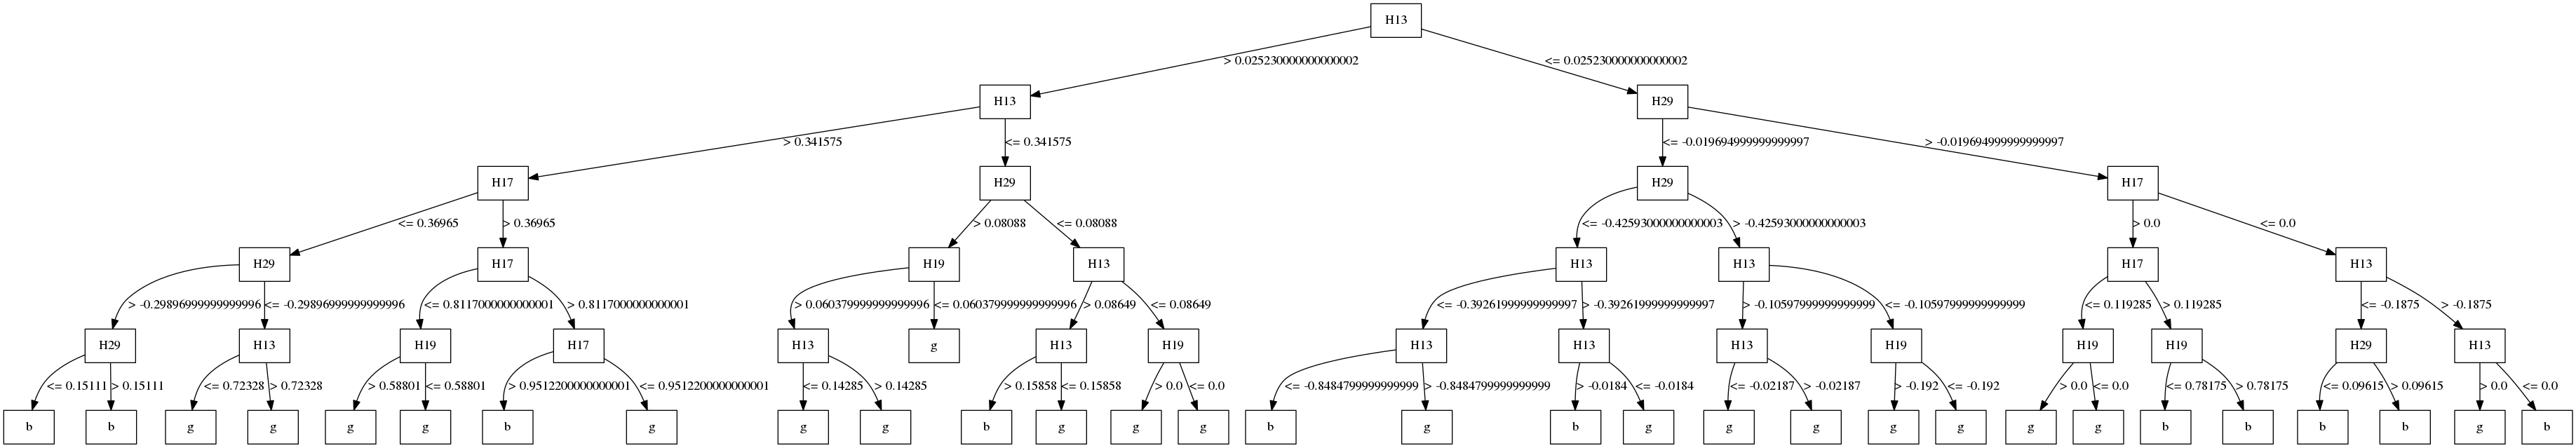 H13
> 0.025230000000000002 <= 0.025230000000000002
H13 H29
> 0.341575 <= 0.341575 <= -0.019694999999999997 > -0.019694999999999997
H17 H29 H29 H17
<= 0.36965 > 0.36965 > 0.08088 <= 0.08088 <= -0.42593000000000003 > -0.42593000000000003 > 0.0 <= 0.0
H29 H17 H19 H13 H13 H13 H17 H13
> -0.29896999999999996 <= -0.29896999999999996 <= 0.8117000000000001 > 0.8117000000000001 > 0.060379999999999996 <= 0.060379999999999996 > 0.08649 <= 0.08649 <= -0.39261999999999997 > -0.39261999999999997 > -0.10597999999999999 <= -0.10597999999999999 <= 0.119285 > 0.119285 <= -0.1875 > -0.1875
H29 H13 H19 H17 H13 g H13 H19 H13 H13 H13 H19 H19 H19 H29 H13
<= 0.15111 > 0.15111 <= 0.72328 > 0.72328 > 0.58801 <= 0.58801 > 0.9512200000000001 <= 0.9512200000000001 <= 0.14285 > 0.14285 > 0.15858 <= 0.15858 > 0.0 <= 0.0 <= -0.8484799999999999 > -0.8484799999999999 > -0.0184 <= -0.0184 <= -0.02187 > -0.02187 > -0.192 <= -0.192 > 0.0 <= 0.0 <= 0.78175 > 0.78175 <= 0.09615 > 0.09615 > 0.0 <= 0.0
b b g g g g b g g g b g g g b g b g g g g g g g b b b b g b